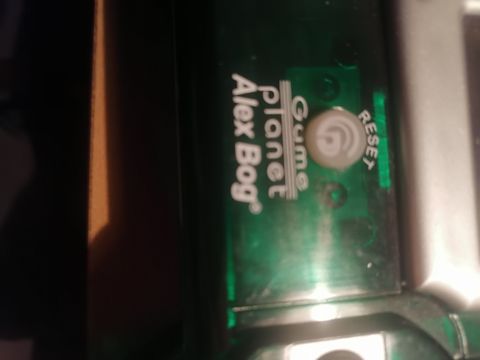 RESET
Game
planet
Alex Bog®